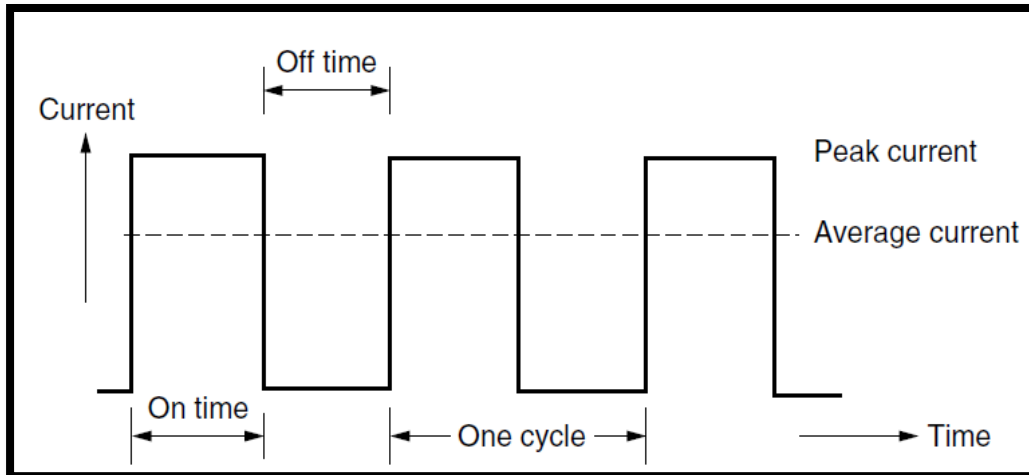 Off time
Current
Peak current
Average current
On time
One cycle
Time